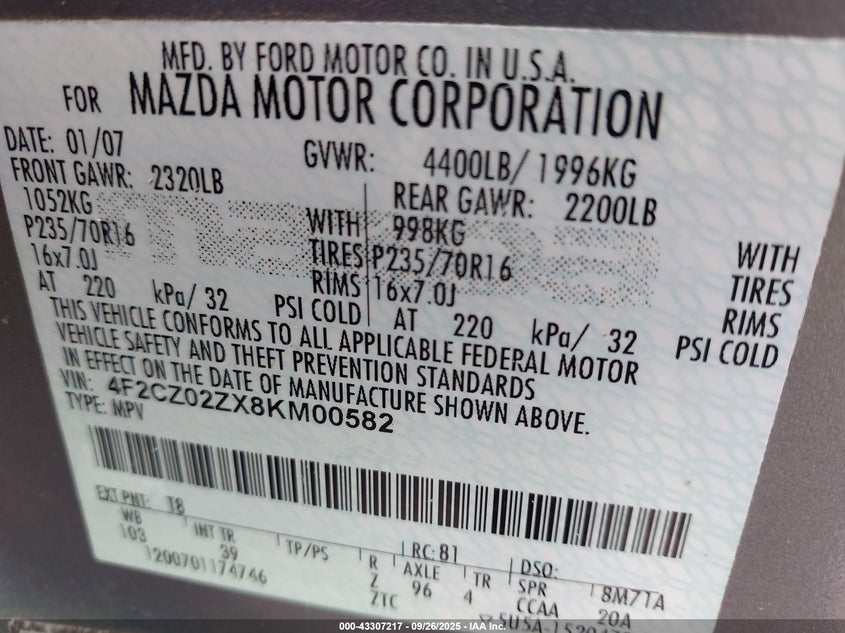 MFD. BY FORD MOTOR CO. IN U.S.A.
FOR MAZDA MOTOR CORPORATION
DATE: 01/07 GVWR: 4400LB/ 1996KG
FRONT GAWR: 2320LB REAR GAWR: 2200LB
1052KG WITH 998KG WITH
P235/70R16 TIRES P235/70R16 TIRES
16x7.0J RIMS 16x7.0J RIMS
AT 220 kPa/ 32 PSI COLD AT 220 kPa/ 32 PSI COLD
THIS VEHICLE CONFORMS TO ALL APPLICABLE FEDERAL MOTOR
VEHICLE SAFETY AND THEFT PREVENTION STANDARDS
IN EFFECT ON THE DATE OF MANUFACTURE SHOWN ABOVE.
VIN: 4F2CZ02ZX8KM00582
TYPE: MPV
EXT PNT: T8 RC: 81 DSO:
WB INT TR TP/PS R AXLE TR SPR 8M7TA
103 39 Z 96 4 CCAA 20A
1200701174746 ZTC
000-43307217 - 09/26/2025 - IAA Inc.